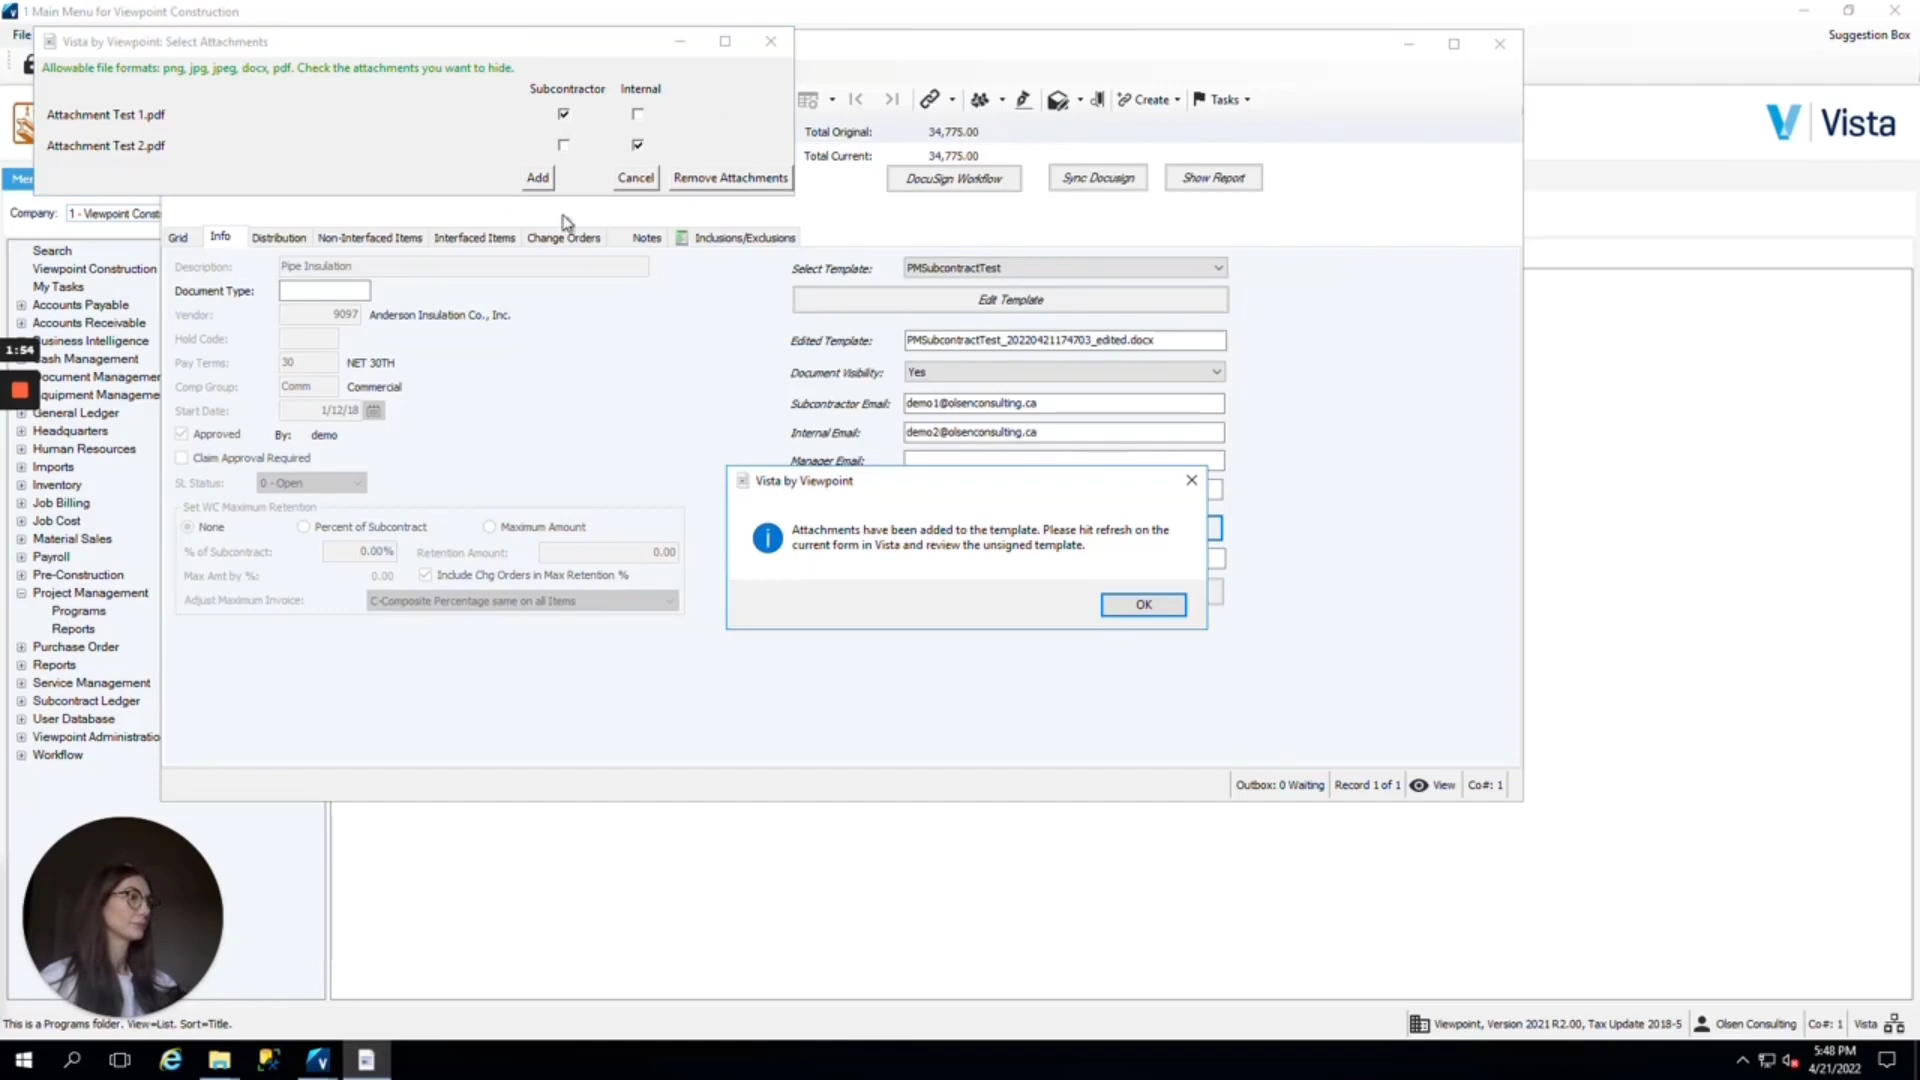 1 Main Menu for Viewpoint Construction
File
Suggestion Box
Vista by Viewpoint: Select Attachments
Allowable file formats: png, jpg, jpeg, docx, pdf. Check the attachments you want to hide.
Subcontractor Internal
Attachment Test 1.pdf
Attachment Test 2.pdf
Add Cancel Remove Attachments
Create Tasks
Total Original: 34,775.00
Total Current: 34,775.00
DocuSign Workflow Sync Docusign Show Report
Vista
Company: 1 - Viewpoint Const
Grid Info Distribution Non-Interfaced Items Interfaced Items Change Orders Notes Inclusions/Exclusions
Search
Viewpoint Construction
My Tasks
Accounts Payable
Accounts Receivable
Business Intelligence
1:54
Cash Management
Document Managemen
Equipment Manageme
General Ledger
Headquarters
Human Resources
Imports
Inventory
Job Billing
Job Cost
Material Sales
Payroll
Pre-Construction
Project Management
Programs
Reports
Purchase Order
Reports
Service Management
Subcontract Ledger
User Database
Viewpoint Administratio
Workflow
Description: Pipe Insulation
Document Type:
Vendor: 9097 Anderson Insulation Co., Inc.
Hold Code:
Pay Terms: 30 NET 30TH
Comp Group: Comm Commercial
Start Date: 1/12/18
Approved By: demo
Claim Approval Required
SL Status: 0 - Open
Set WC Maximum Retention
None Percent of Subcontract Maximum Amount
% of Subcontract: 0.00% Retention Amount: 0.00
Max Amt by %: 0.00 Include Chg Orders in Max Retention %
Adjust Maximum Invoice: C-Composite Percentage same on all Items
Select Template: PMSubcontractTest
Edit Template
Edited Template: PMSubcontractTest_20220421174703_edited.docx
Document Visibility: Yes
Subcontractor Email: demo1@olsenconsulting.ca
Internal Email: demo2@olsenconsulting.ca
Manager Email:
Vista by Viewpoint
Attachments have been added to the template. Please hit refresh on the
current form in Vista and review the unsigned template.
OK
Outbox: 0 Waiting Record 1 of 1 View Co#: 1
This is a Programs folder. View=List. Sort=Title.
Viewpoint, Version 2021 R2.00, Tax Update 2018-5 Olsen Consulting Co#: 1 Vista
5:48 PM
4/21/2022